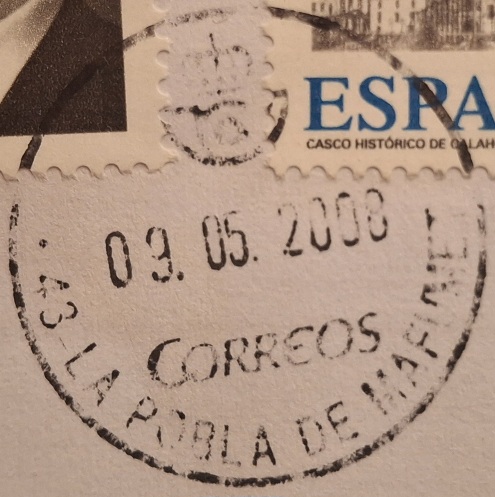 ESPA
CASCO HISTÓRICO DE CALAH
09. 05. 2008
CORREOS
43-LA POBLA DE MAFUMET